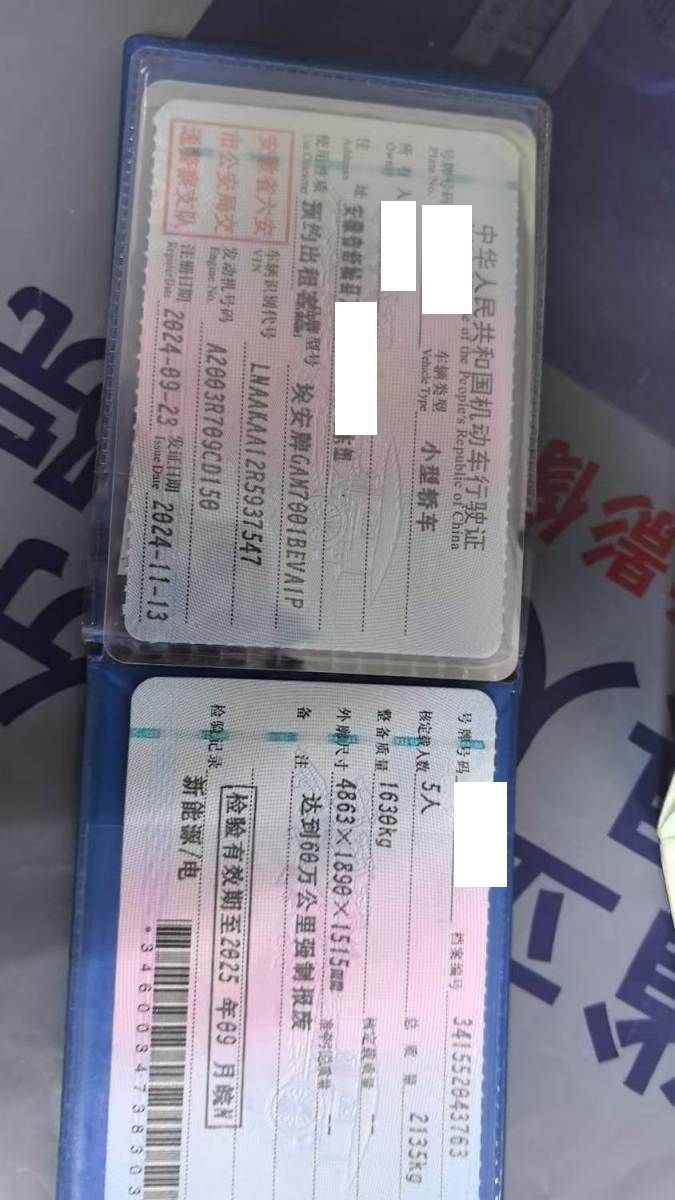 中华人民共和国机动车行驶证
e of the People's Republic of China
号牌号码
Plate No.
车辆类型 小型轿车
Vehicle Type
所有人
Owner
住址 安徽省舒城县
Address
使用性质 预约出租客运
Use Character
型号 埃安牌GAM7001BEVA1P
安徽省六安
市公安局交
通警察支队
车辆识别代号 LNAAKAA12R5937547
VIN
发动机号码 A2003R709CD150
Engine No.
注册日期 2024-09-23 发证日期 2024-11-13
Register Date Issue Date
号牌号码 档案编号 341552043763
核定载人数 5人 总质量 2135kg
整备质量 1630kg 核定载质量 --
外廓尺寸 4863×1890×1515mm 准牵引总质量 --
备注 达到60万公里强制报废
检验记录 检验有效期至2025年09月皖N
新能源/电
*3460034738303